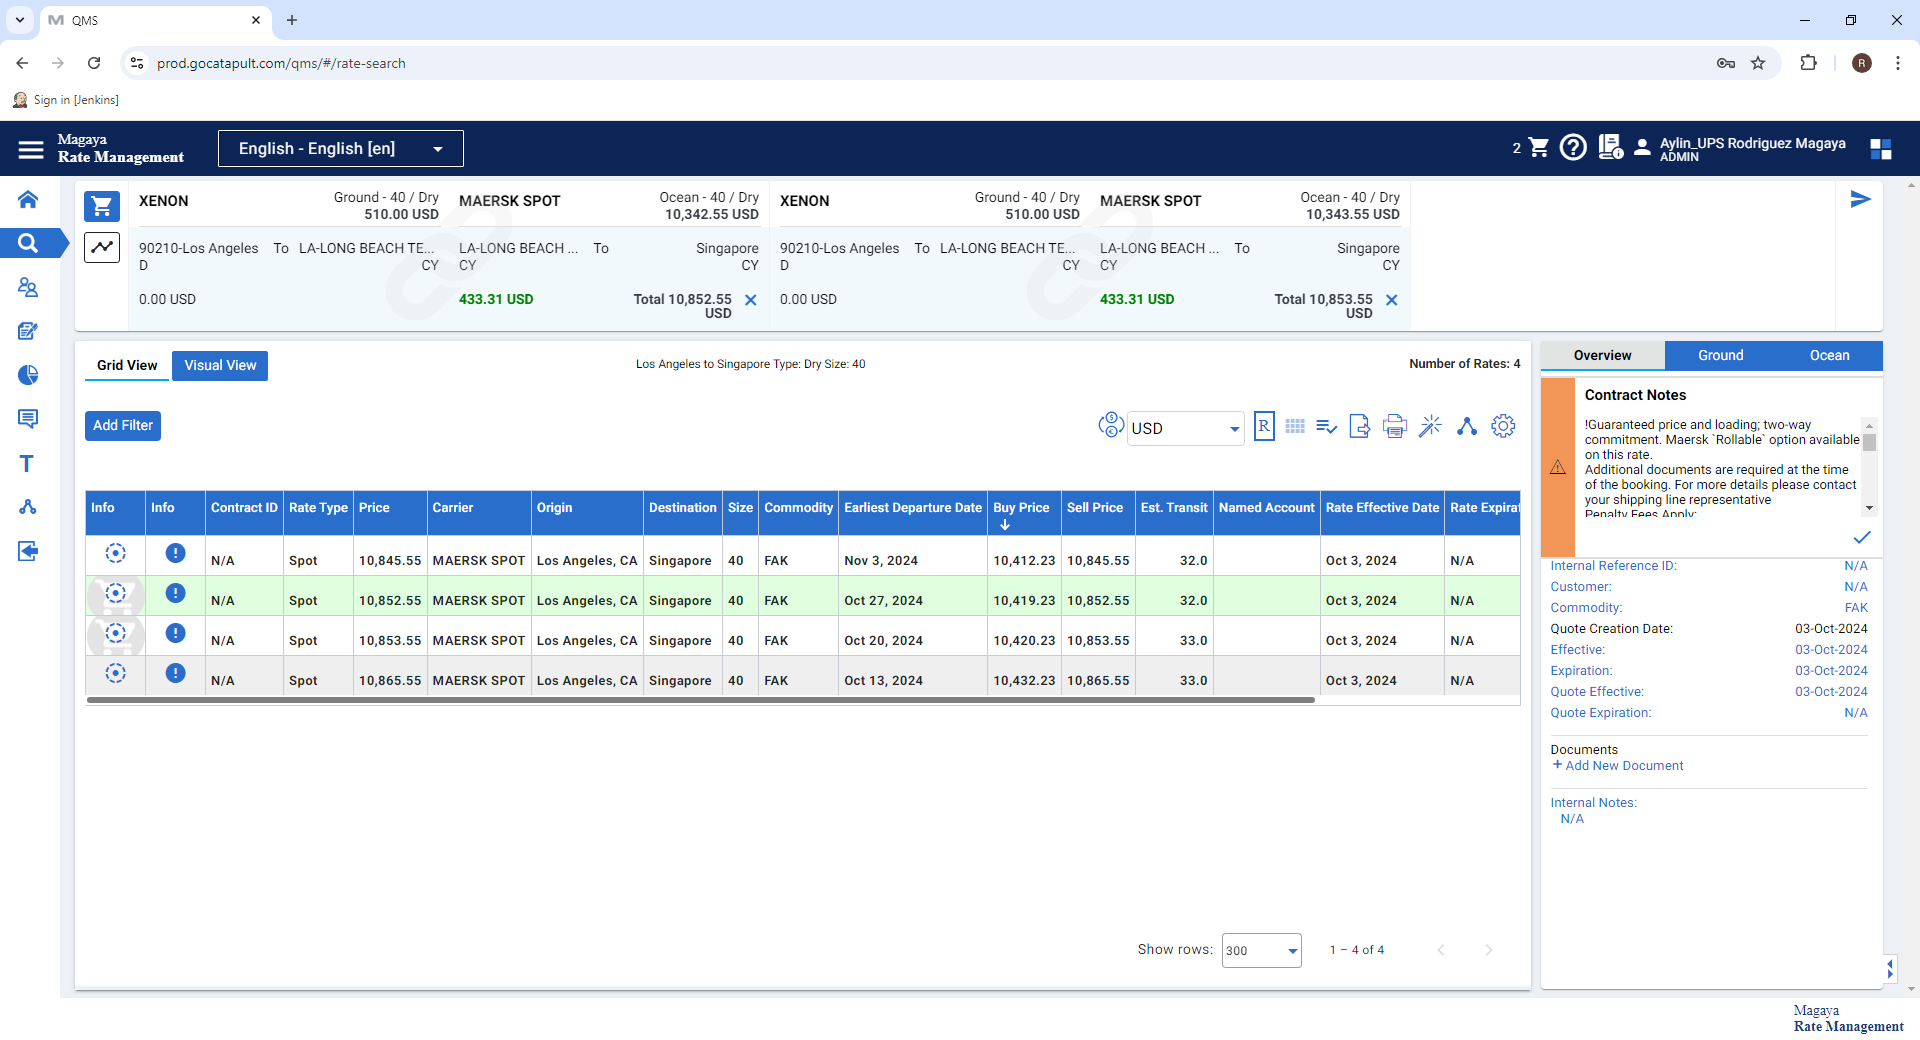 QMS
prod.gocatapult.com/qms/#/rate-search
R
Sign in [Jenkins]
Magaya
Rate Management
English - English [en]
2
Aylin_UPS Rodriguez Magaya
ADMIN
XENON
Ground - 40 / Dry
510.00 USD
MAERSK SPOT
Ocean - 40 / Dry
10,342.55 USD
90210-Los Angeles
D
To
LA-LONG BEACH TE...
CY
LA-LONG BEACH ...
CY
To
Singapore
CY
0.00 USD
433.31 USD
Total 10,852.55
USD
XENON
Ground - 40 / Dry
510.00 USD
MAERSK SPOT
Ocean - 40 / Dry
10,343.55 USD
90210-Los Angeles
D
To
LA-LONG BEACH TE...
CY
LA-LONG BEACH ...
CY
To
Singapore
CY
0.00 USD
433.31 USD
Total 10,853.55
USD
Grid View
Visual View
Los Angeles to Singapore Type: Dry Size: 40
Number of Rates: 4
Add Filter
USD
R
Info Info Contract ID Rate Type Price Carrier Origin Destination Size Commodity Earliest Departure Date Buy Price Sell Price Est. Transit Named Account Rate Effective Date Rate Expirat
N/A Spot 10,845.55 MAERSK SPOT Los Angeles, CA Singapore 40 FAK Nov 3, 2024 10,412.23 10,845.55 32.0 Oct 3, 2024 N/A
N/A Spot 10,852.55 MAERSK SPOT Los Angeles, CA Singapore 40 FAK Oct 27, 2024 10,419.23 10,852.55 32.0 Oct 3, 2024 N/A
N/A Spot 10,853.55 MAERSK SPOT Los Angeles, CA Singapore 40 FAK Oct 20, 2024 10,420.23 10,853.55 33.0 Oct 3, 2024 N/A
N/A Spot 10,865.55 MAERSK SPOT Los Angeles, CA Singapore 40 FAK Oct 13, 2024 10,432.23 10,865.55 33.0 Oct 3, 2024 N/A
Show rows: 300 1 – 4 of 4
Overview
Ground
Ocean
Contract Notes
!Guaranteed price and loading; two-way
commitment. Maersk `Rollable` option available
on this rate.
Additional documents are required at the time
of the booking. For more details please contact
your shipping line representative
Penalty Fees Apply:
Internal Reference ID: N/A
Customer: N/A
Commodity: FAK
Quote Creation Date: 03-Oct-2024
Effective: 03-Oct-2024
Expiration: 03-Oct-2024
Quote Effective: 03-Oct-2024
Quote Expiration: N/A
Documents
+ Add New Document
Internal Notes:
N/A
Magaya
Rate Management